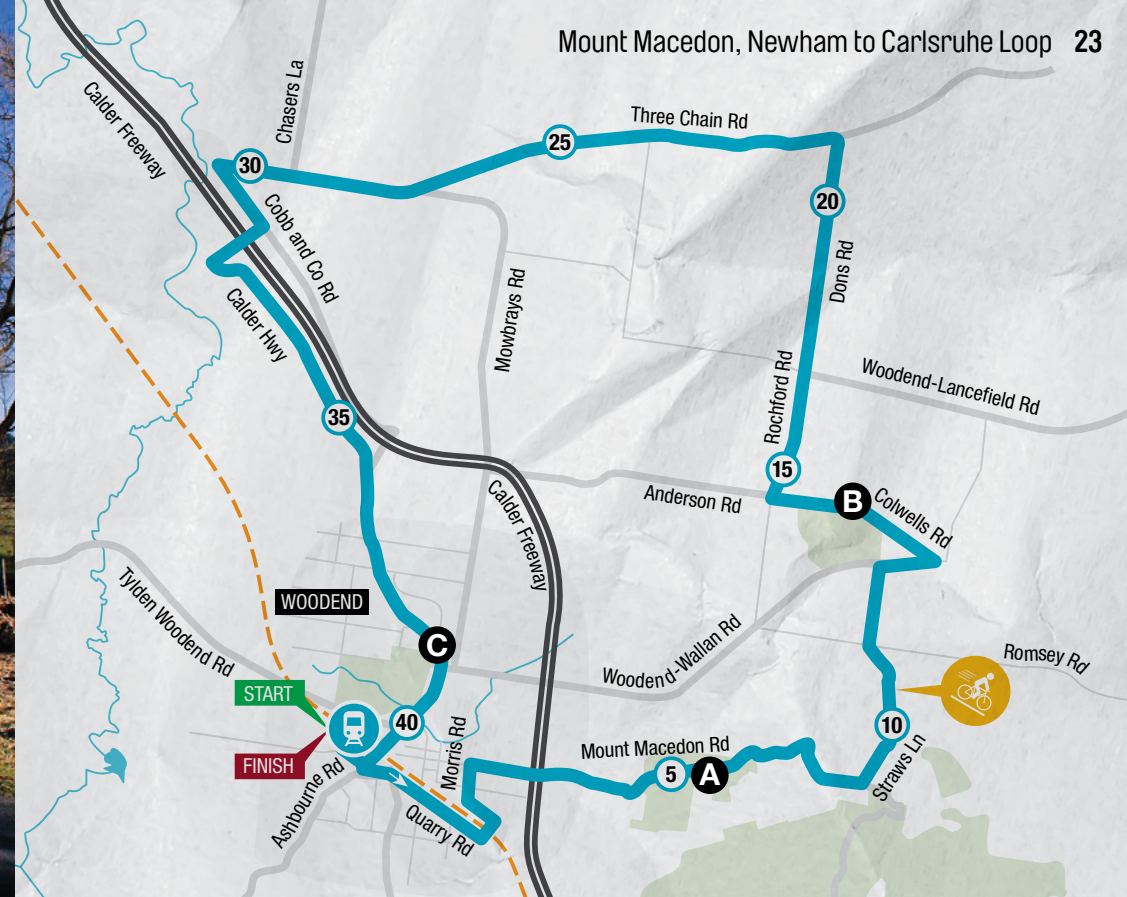 Mount Macedon, Newham to Carlsruhe Loop 23
Calder Freeway
Chasers La
Three Chain Rd
25
30
20
Cobb and Co Rd
Dons Rd
Calder Hwy
Mowbrays Rd
Rochford Rd
Woodend-Lancefield Rd
35
15
Anderson Rd
B
Colwells Rd
Calder Freeway
Tylden Woodend Rd
WOODEND
C
Woodend-Wallan Rd
Romsey Rd
START
40
10
FINISH
Morris Rd
Mount Macedon Rd
5
A
Straws Ln
Ashbourne Rd
Quarry Rd